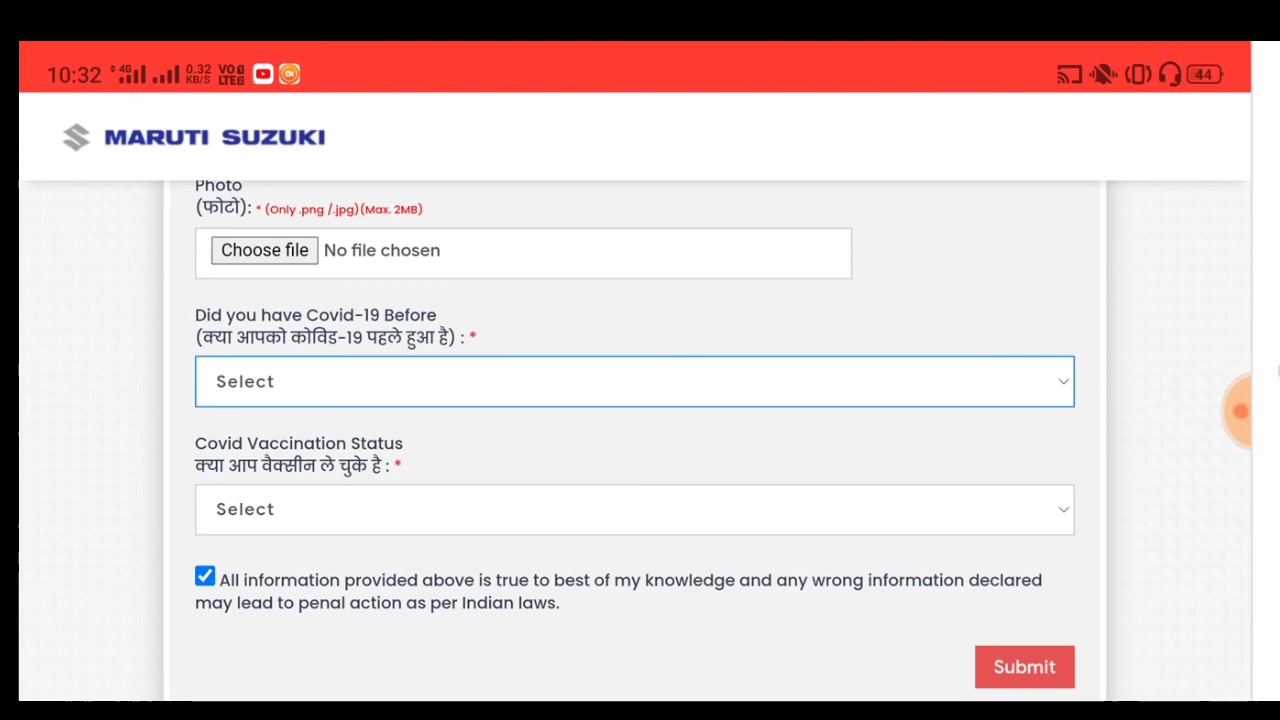 10:32 4G 0.32 KB/S VO LTE 44
MARUTI SUZUKI
Photo
(फोटो): * (Only .png /.jpg)(Max. 2MB)
Choose file No file chosen
Did you have Covid-19 Before
(क्या आपको कोविड-19 पहले हुआ है) : *
Select
Covid Vaccination Status
क्या आप वैक्सीन ले चुके है : *
Select
All information provided above is true to best of my knowledge and any wrong information declared
may lead to penal action as per Indian laws.
Submit